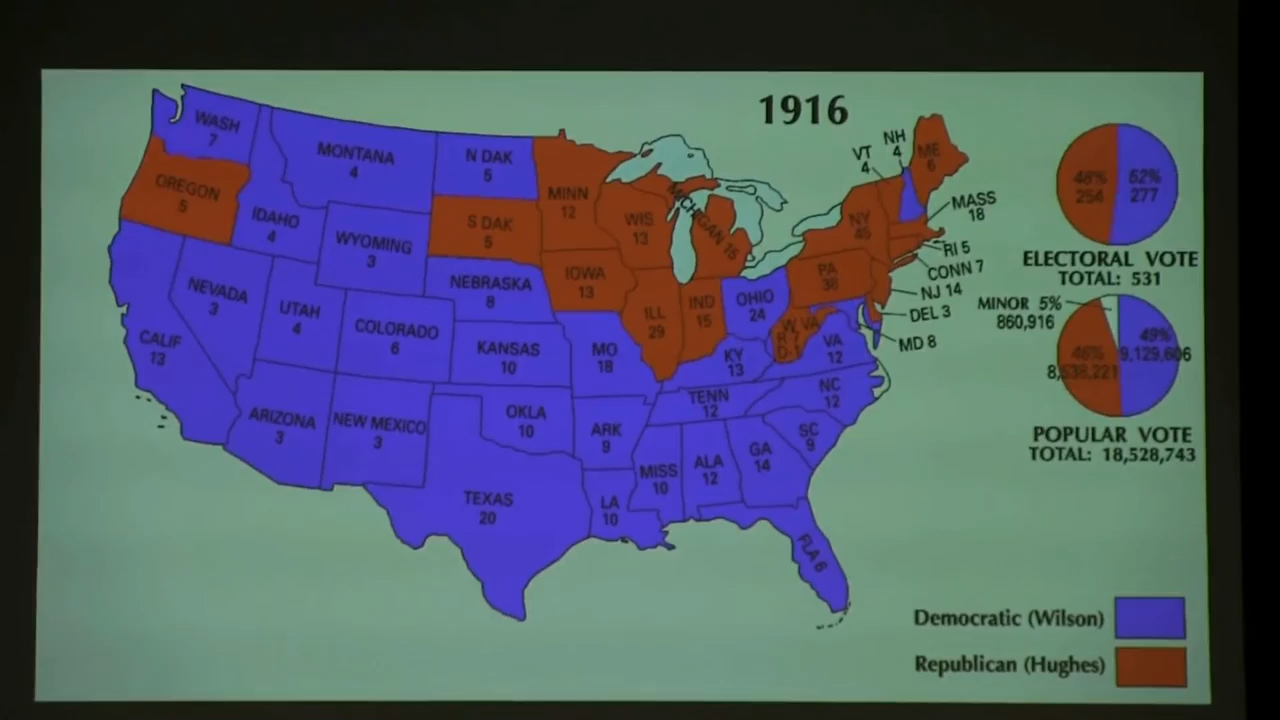 1916
WASH
7
MONTANA
4
N DAK
5
MINN
12
OREGON
5
IDAHO
4
WYOMING
3
S DAK
5
WIS
13
MICHIGAN 15
NH
4
VT
4
ME
6
NY
45
MASS
18
RI 5
CONN 7
NJ 14
DEL 3
MD 8
PA
38
NEVADA
3
UTAH
4
COLORADO
6
NEBRASKA
8
IOWA
13
ILL
29
IND
15
OHIO
24
W VA
R 7
D-1
VA
12
CALIF
13
KANSAS
10
MO
18
KY
13
NC
12
TENN
12
ARIZONA
3
NEW MEXICO
3
OKLA
10
ARK
9
SC
9
MISS
10
ALA
12
GA
14
TEXAS
20
LA
10
FLA 6
48%
254
52%
277
ELECTORAL VOTE
TOTAL: 531
MINOR 5%
860,916
46%
8,538,221
49%
9,129,606
POPULAR VOTE
TOTAL: 18,528,743
Democratic (Wilson)
Republican (Hughes)